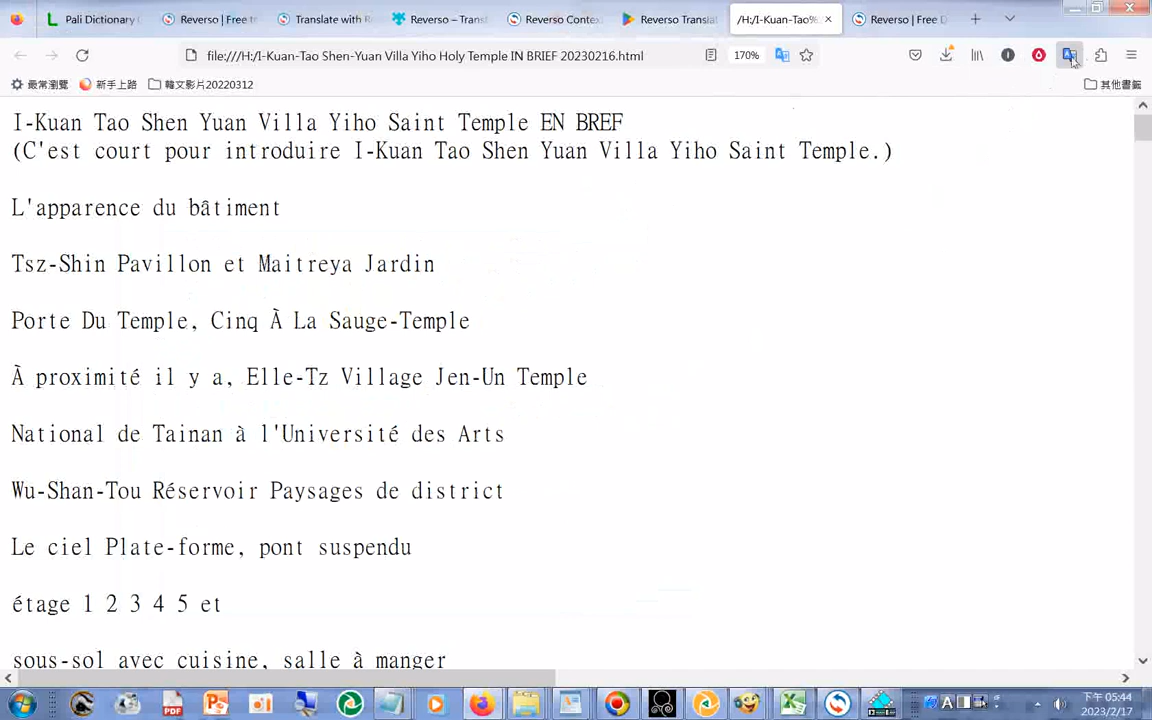 Pali Dictionary
Reverso | Free tr
Translate with R
Reverso – Trans
Reverso Contex
Reverso Translat
/H:/I-Kuan-Tao%
Reverso | Free D
file:///H:/I-Kuan-Tao Shen-Yuan Villa Yiho Holy Temple IN BRIEF 20230216.html
170%
最常瀏覽
新手上路
韓文影片20220312
其他書籤
I-Kuan Tao Shen Yuan Villa Yiho Saint Temple EN BREF
(C'est court pour introduire I-Kuan Tao Shen Yuan Villa Yiho Saint Temple.)
L'apparence du bâtiment
Tsz-Shin Pavillon et Maitreya Jardin
Porte Du Temple, Cinq À La Sauge-Temple
À proximité il y a, Elle-Tz Village Jen-Un Temple
National de Tainan à l'Université des Arts
Wu-Shan-Tou Réservoir Paysages de district
Le ciel Plate-forme, pont suspendu
étage 1 2 3 4 5 et
sous-sol avec cuisine, salle à manger
下午 05:44
2023/2/17